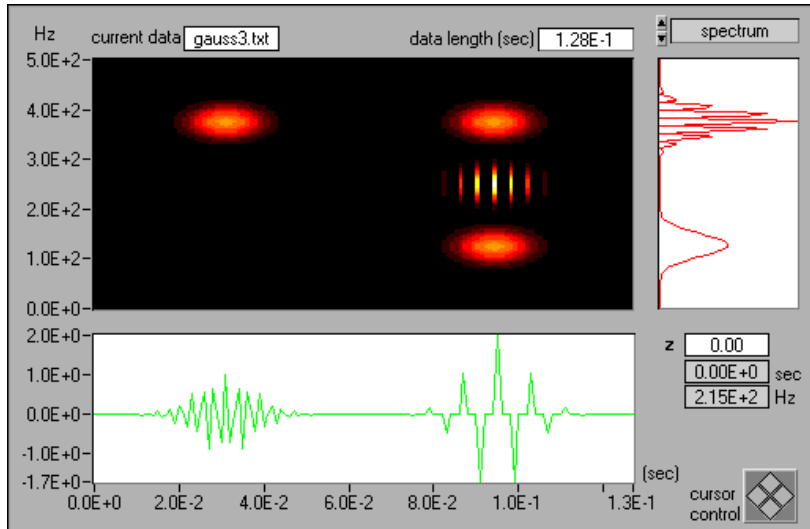 Hz current data gauss3.txt data length (sec) 1.28E-1 spectrum
5.0E+2
4.0E+2
3.0E+2
2.0E+2
1.0E+2
0.0E+0
2.0E+0
1.0E+0
0.0E+0
-1.0E+0
-1.7E+0
0.0E+0 2.0E-2 4.0E-2 6.0E-2 8.0E-2 1.0E-1 1.3E-1
(sec)
z 0.00
0.00E+0 sec
2.15E+2 Hz
cursor
control